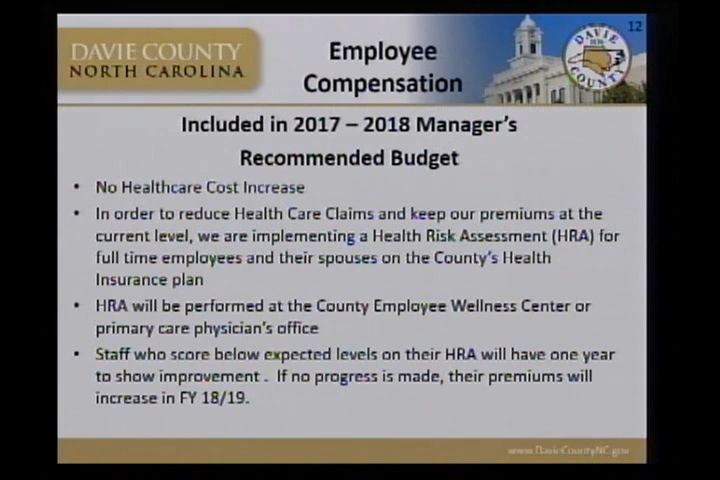 12
DAVIE COUNTY
NORTH CAROLINA
Employee
Compensation
DAVIE
COUNTY
Included in 2017 – 2018 Manager's
Recommended Budget
• No Healthcare Cost Increase
• In order to reduce Health Care Claims and keep our premiums at the
current level, we are implementing a Health Risk Assessment (HRA) for
full time employees and their spouses on the County's Health
Insurance plan
• HRA will be performed at the County Employee Wellness Center or
primary care physician's office
• Staff who score below expected levels on their HRA will have one year
to show improvement . If no progress is made, their premiums will
increase in FY 18/19.
www.DavieCountyNC.gov